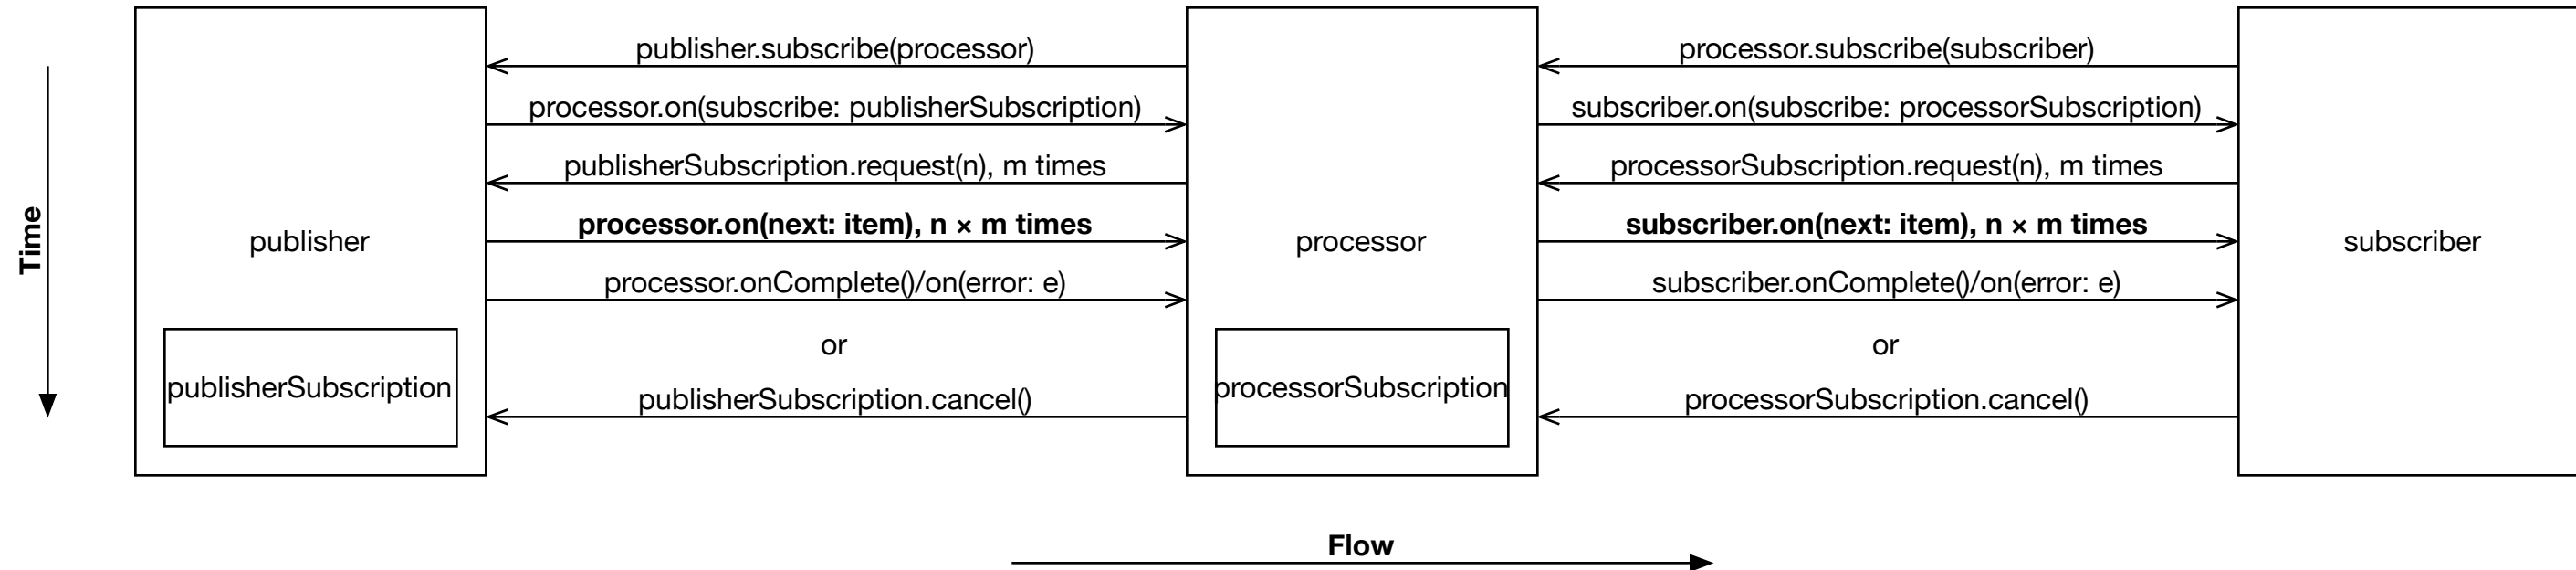 Time
publisher
publisherSubscription
publisher.subscribe(processor)
processor.on(subscribe: publisherSubscription)
publisherSubscription.request(n), m times
processor.on(next: item), n × m times
processor.onComplete()/on(error: e)
or
publisherSubscription.cancel()
processor
processorSubscription
processor.subscribe(subscriber)
subscriber.on(subscribe: processorSubscription)
processorSubscription.request(n), m times
subscriber.on(next: item), n × m times
subscriber.onComplete()/on(error: e)
or
processorSubscription.cancel()
subscriber
Flow